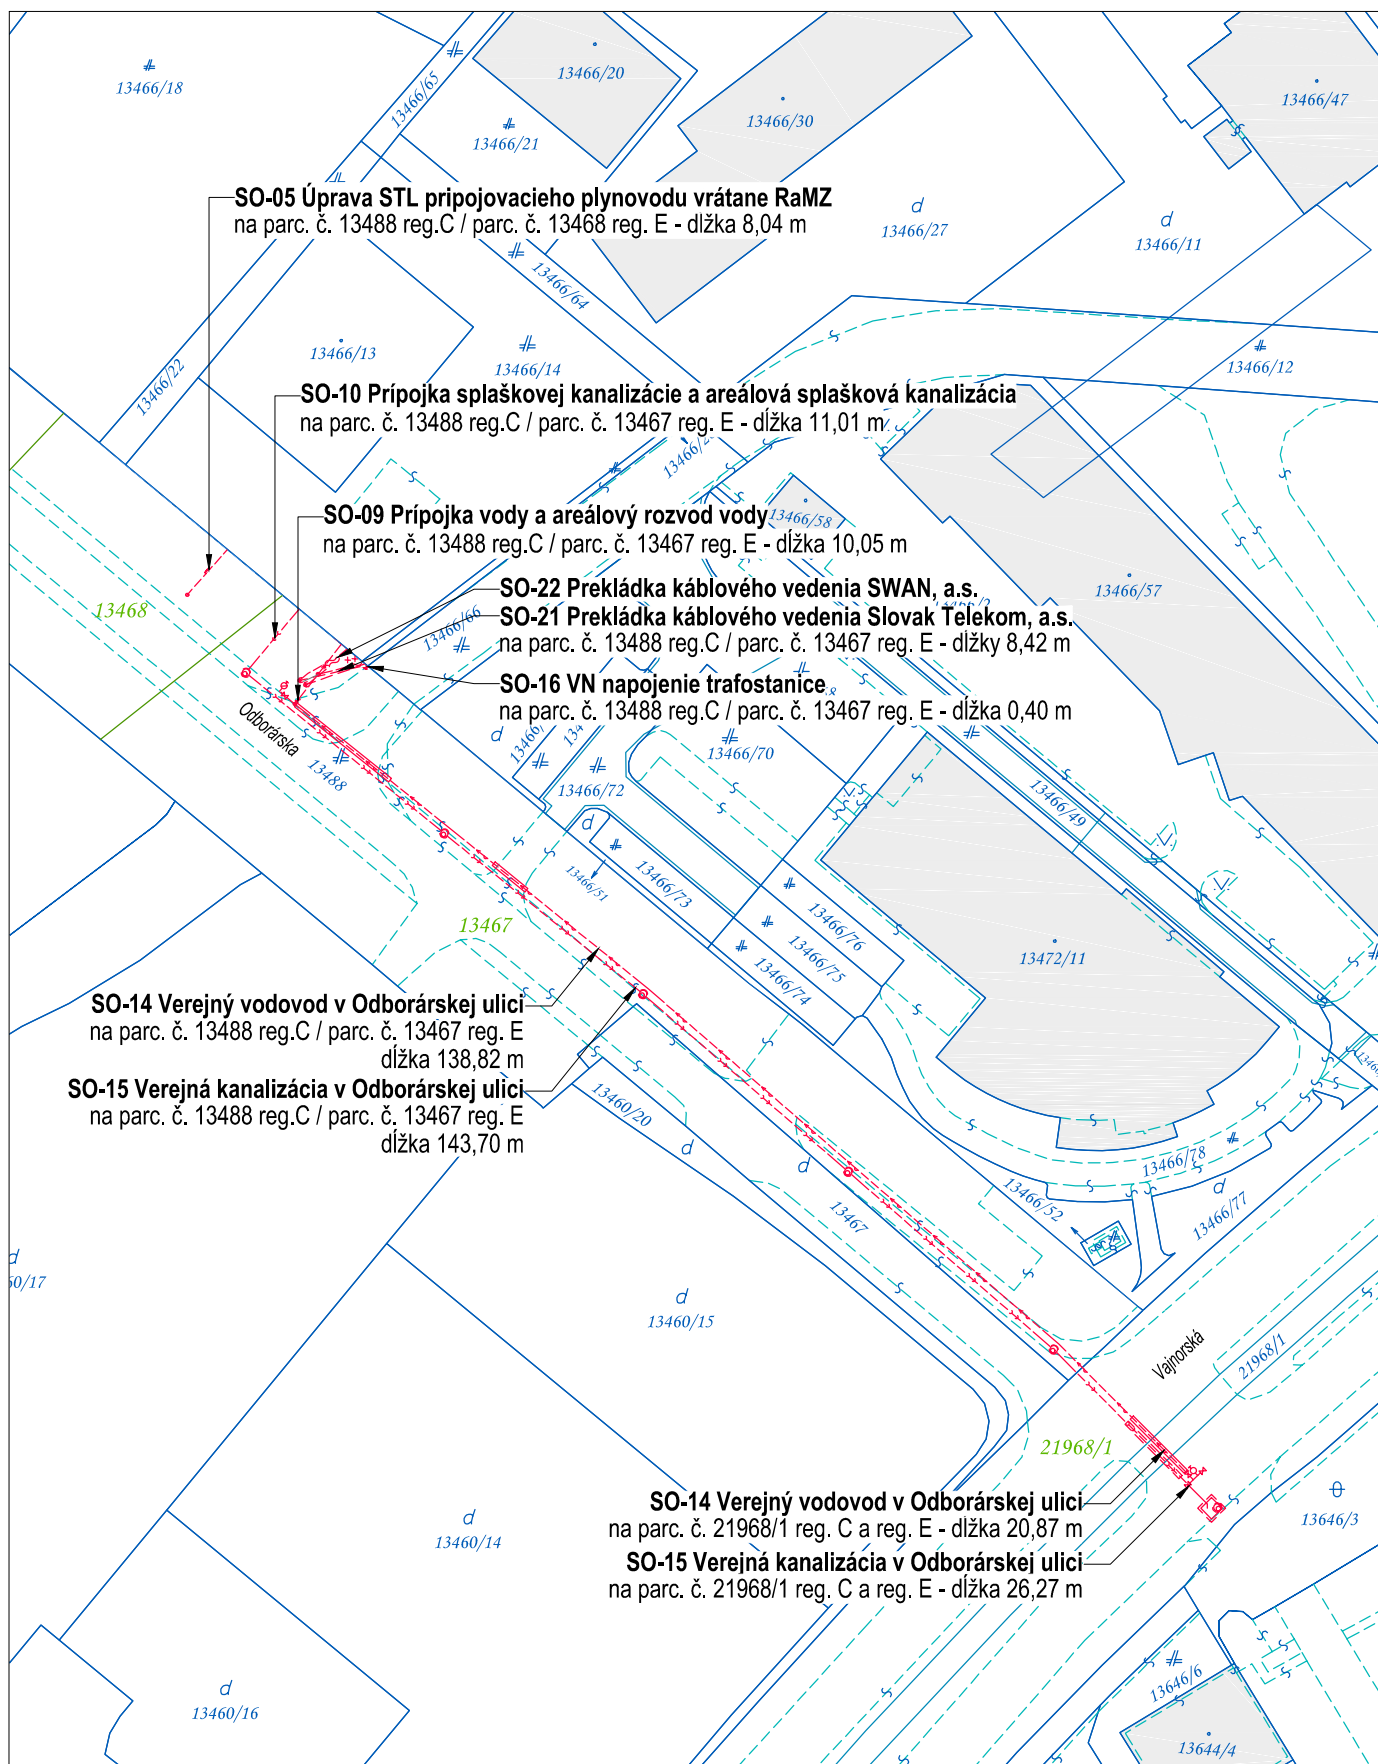 13466/18
13466/65
13466/20
13466/21
13466/30
13466/47
13466/27
13466/11
SO-05 Úprava STL pripojovacieho plynovodu vrátane RaMZ
na parc. č. 13488 reg.C / parc. č. 13468 reg. E - dĺžka 8,04 m
13466/64
13466/13
13466/14
13466/12
13466/22
SO-10 Prípojka splaškovej kanalizácie a areálová splašková kanalizácia
na parc. č. 13488 reg.C / parc. č. 13467 reg. E - dĺžka 11,01 m
SO-09 Prípojka vody a areálový rozvod vody
na parc. č. 13488 reg.C / parc. č. 13467 reg. E - dĺžka 10,05 m
13466/58
13466/57
SO-22 Prekládka káblového vedenia SWAN, a.s.
SO-21 Prekládka káblového vedenia Slovak Telekom, a.s.
na parc. č. 13488 reg.C / parc. č. 13467 reg. E - dĺžky 8,42 m
13468
13466/66
SO-16 VN napojenie trafostanice
na parc. č. 13488 reg.C / parc. č. 13467 reg. E - dĺžka 0,40 m
Odborárska
13488
13466/70
13466/72
13466/49
13466/51
13466/73
13466/76
13466/75
13466/74
13467
13472/11
SO-14 Verejný vodovod v Odborárskej ulici
na parc. č. 13488 reg.C / parc. č. 13467 reg. E
dĺžka 138,82 m
SO-15 Verejná kanalizácia v Odborárskej ulici
na parc. č. 13488 reg.C / parc. č. 13467 reg. E
dĺžka 143,70 m
13460/20
13466/78
13466/52
13466/77
13467
60/17
13460/15
Vajnorská
21968/1
21968/1
SO-14 Verejný vodovod v Odborárskej ulici
na parc. č. 21968/1 reg. C a reg. E - dĺžka 20,87 m
SO-15 Verejná kanalizácia v Odborárskej ulici
na parc. č. 21968/1 reg. C a reg. E - dĺžka 26,27 m
13460/14
13646/3
13646/6
13460/16
13644/4